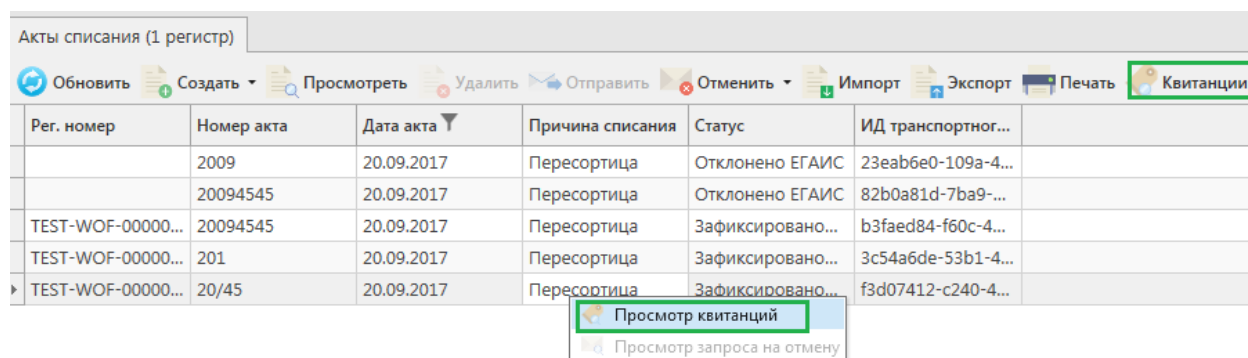 Акты списания (1 регистр)
Обновить Создать Просмотреть Удалить Отправить Отменить Импорт Экспорт Печать Квитанции
Рег. номер Номер акта Дата акта Причина списания Статус ИД транспортног...
2009 20.09.2017 Пересортица Отклонено ЕГАИС 23eab6e0-109a-4...
20094545 20.09.2017 Пересортица Отклонено ЕГАИС 82b0a81d-7ba9-...
TEST-WOF-00000... 20094545 20.09.2017 Пересортица Зафиксировано... b3faed84-f60c-4...
TEST-WOF-00000... 201 20.09.2017 Пересортица Зафиксировано... 3c54a6de-53b1-4...
TEST-WOF-00000... 20/45 20.09.2017 Пересортица Зафиксировано... f3d07412-c240-4...
Просмотр квитанций
Просмотр запроса на отмену